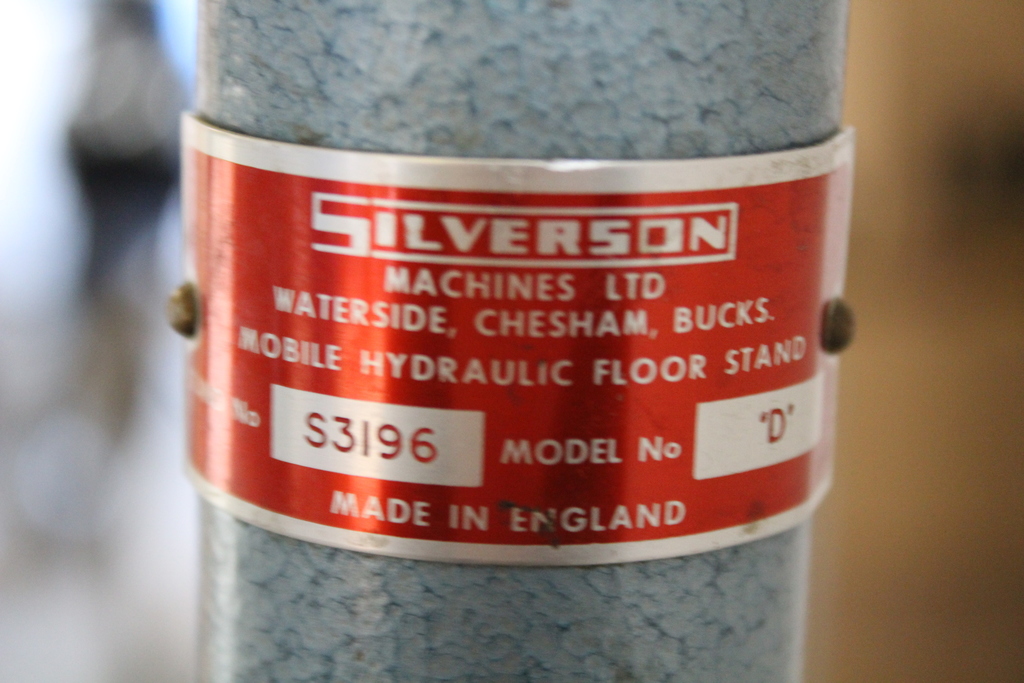 SILVERSON
MACHINES LTD
WATERSIDE, CHESHAM, BUCKS.
MOBILE HYDRAULIC FLOOR STAND
No S3196 MODEL No "D"
MADE IN ENGLAND